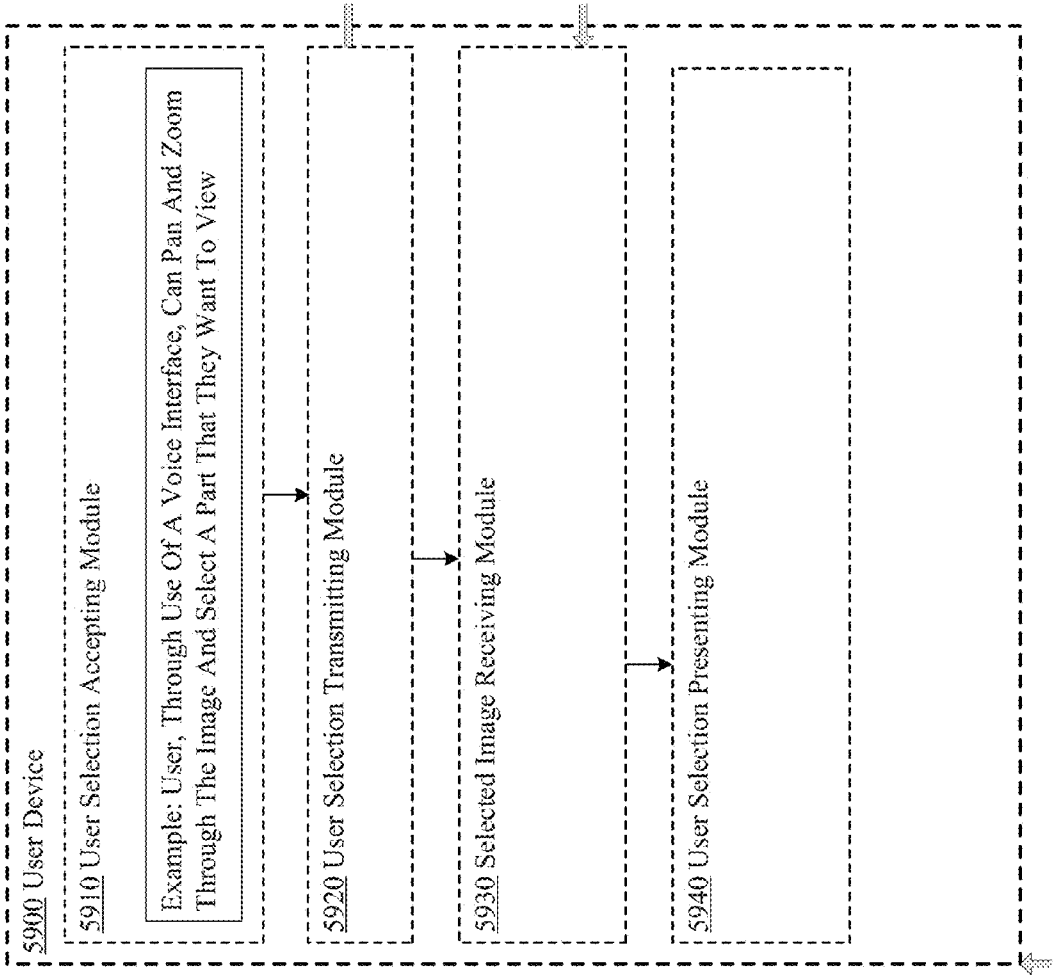 5900 User Device
5910 User Selection Accepting Module
Example: User, Through Use Of A Voice Interface, Can Pan And Zoom
Through The Image And Select A Part That They Want To View
5920 User Selection Transmitting Module
5930 Selected Image Receiving Module
5940 User Selection Presenting Module